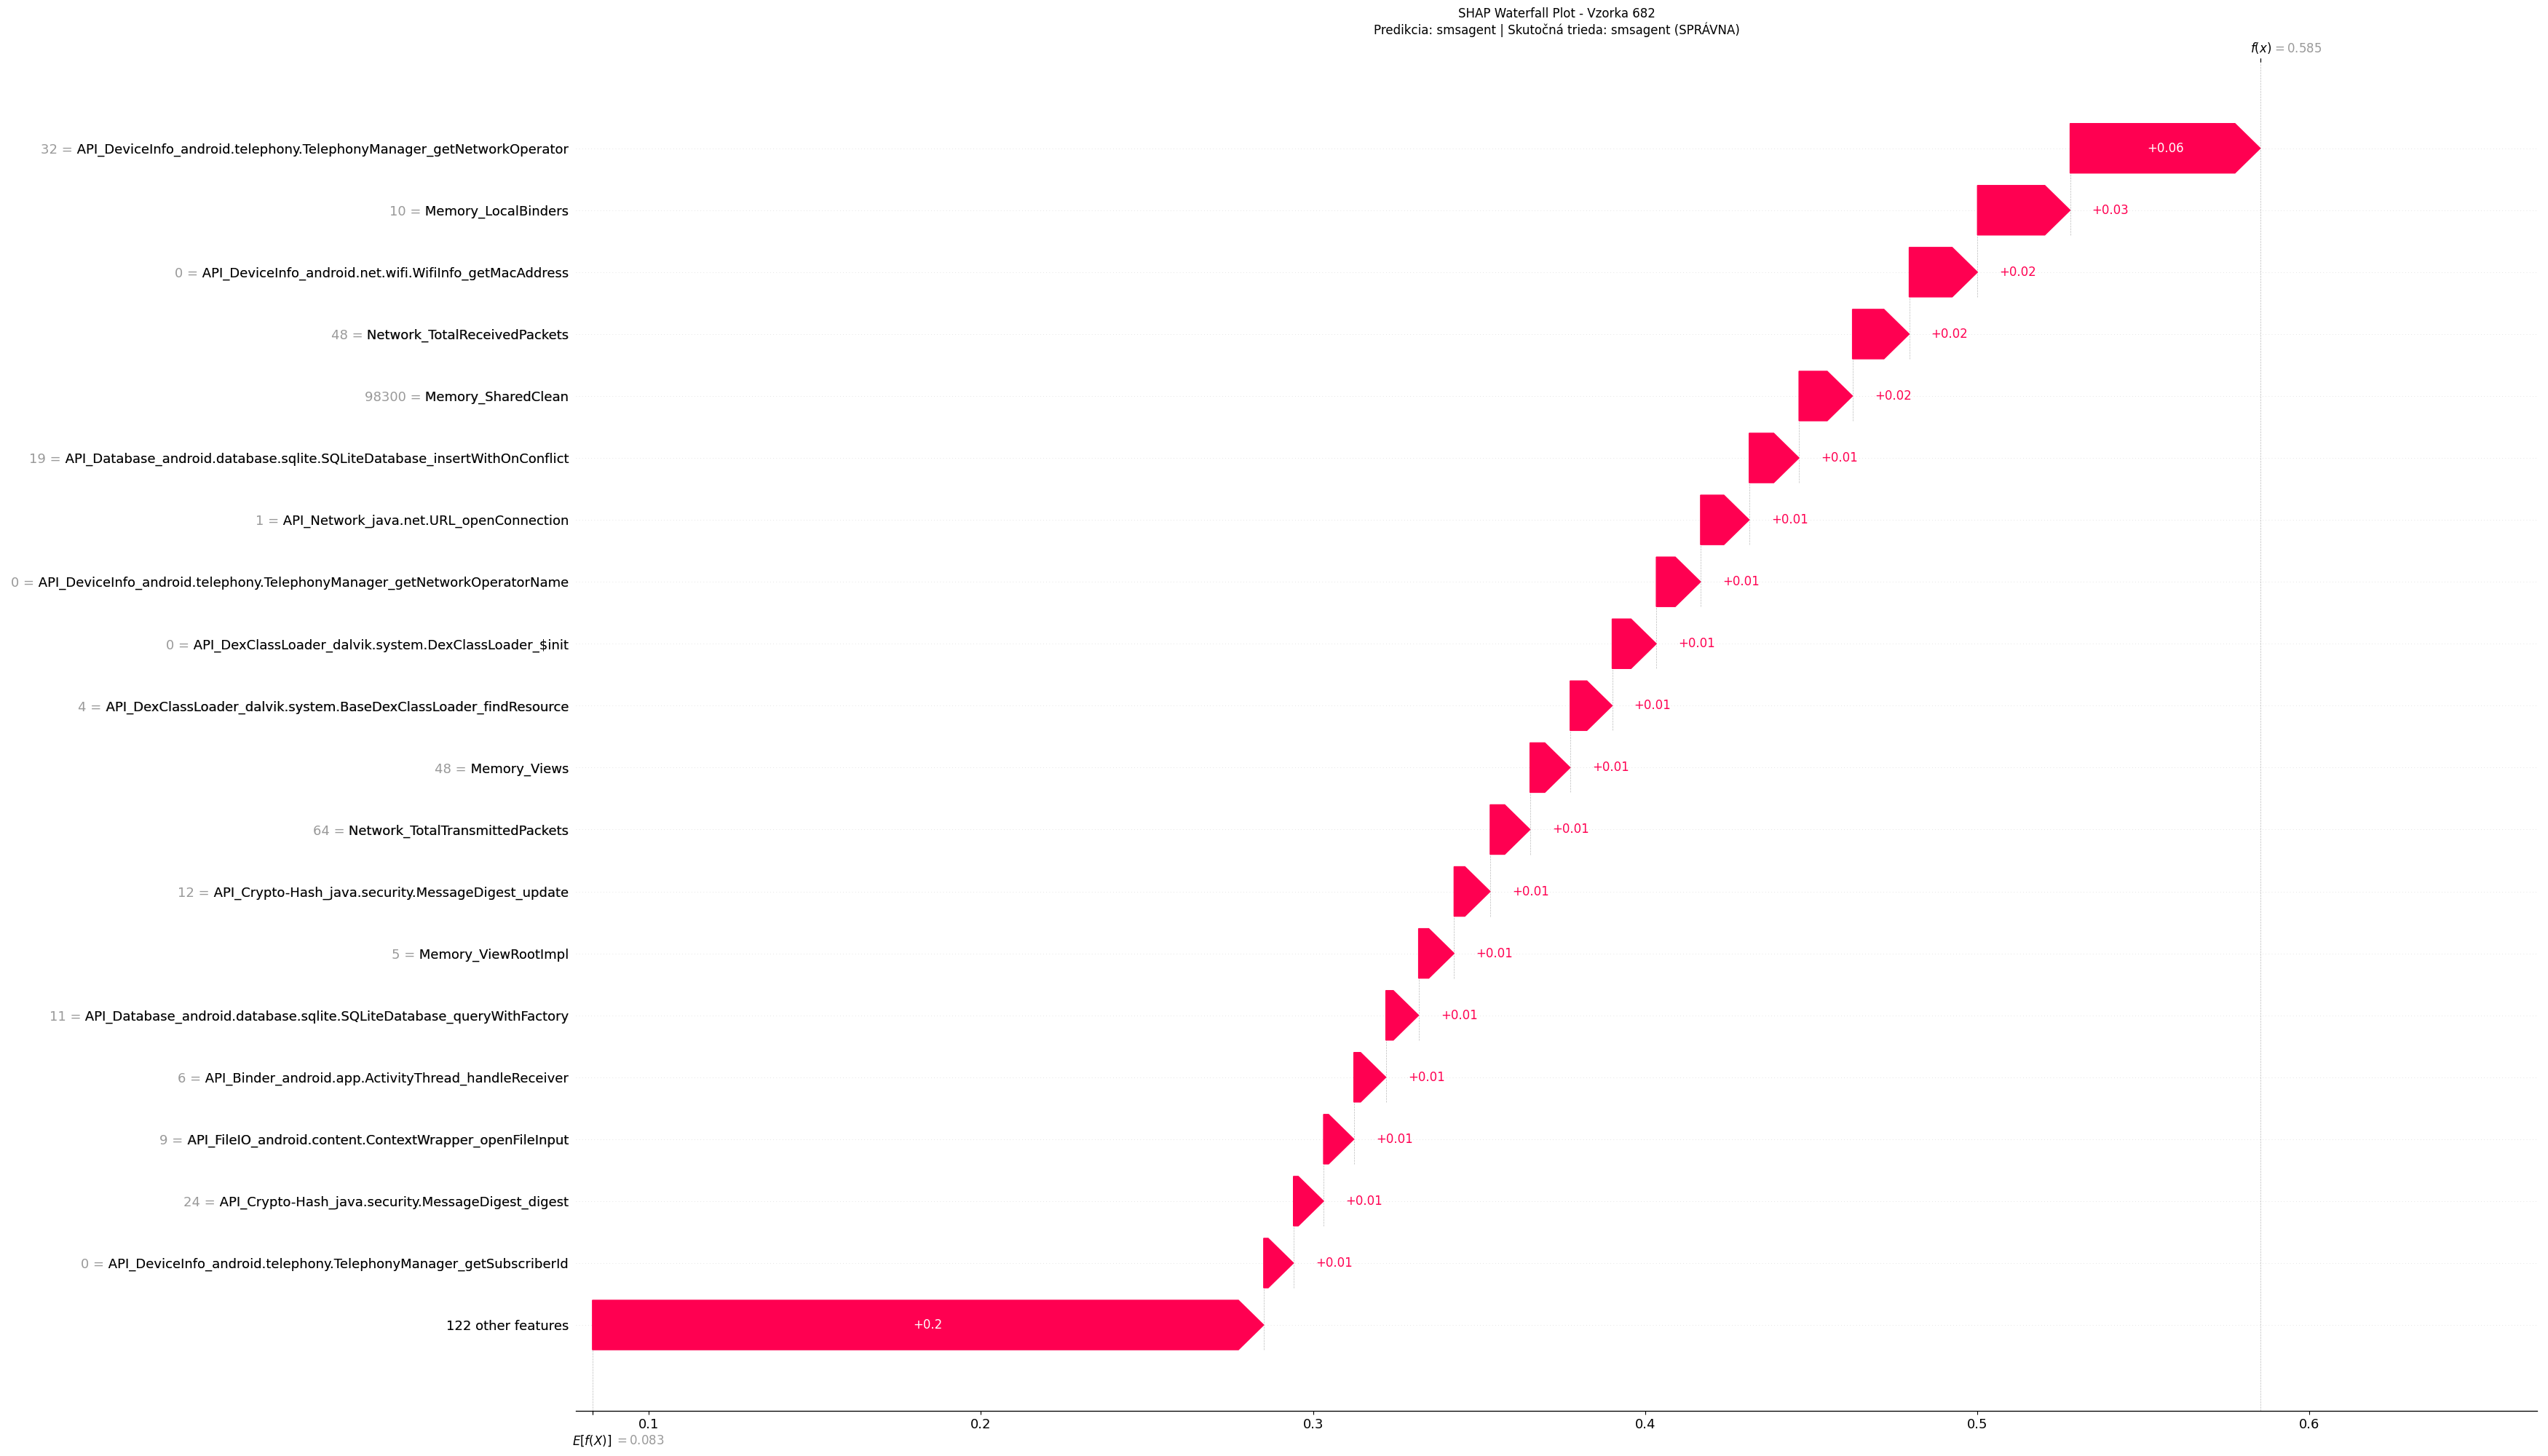 SHAP Waterfall Plot - Vzorka 682
Predikcia: smsagent | Skutočná trieda: smsagent (SPRÁVNA)
f(x) = 0.585
32 = API_DeviceInfo_android.telephony.TelephonyManager_getNetworkOperator
+0.06
10 = Memory_LocalBinders
+0.03
0 = API_DeviceInfo_android.net.wifi.WifiInfo_getMacAddress
+0.02
48 = Network_TotalReceivedPackets
+0.02
98300 = Memory_SharedClean
+0.02
19 = API_Database_android.database.sqlite.SQLiteDatabase_insertWithOnConflict
+0.01
1 = API_Network_java.net.URL_openConnection
+0.01
0 = API_DeviceInfo_android.telephony.TelephonyManager_getNetworkOperatorName
+0.01
0 = API_DexClassLoader_dalvik.system.DexClassLoader_$init
+0.01
4 = API_DexClassLoader_dalvik.system.BaseDexClassLoader_findResource
+0.01
48 = Memory_Views
+0.01
64 = Network_TotalTransmittedPackets
+0.01
12 = API_Crypto-Hash_java.security.MessageDigest_update
+0.01
5 = Memory_ViewRootImpl
+0.01
11 = API_Database_android.database.sqlite.SQLiteDatabase_queryWithFactory
+0.01
6 = API_Binder_android.app.ActivityThread_handleReceiver
+0.01
9 = API_FileIO_android.content.ContextWrapper_openFileInput
+0.01
24 = API_Crypto-Hash_java.security.MessageDigest_digest
+0.01
0 = API_DeviceInfo_android.telephony.TelephonyManager_getSubscriberId
+0.01
122 other features
+0.2
0.1 0.2 0.3 0.4 0.5 0.6
E[f(X)] = 0.083